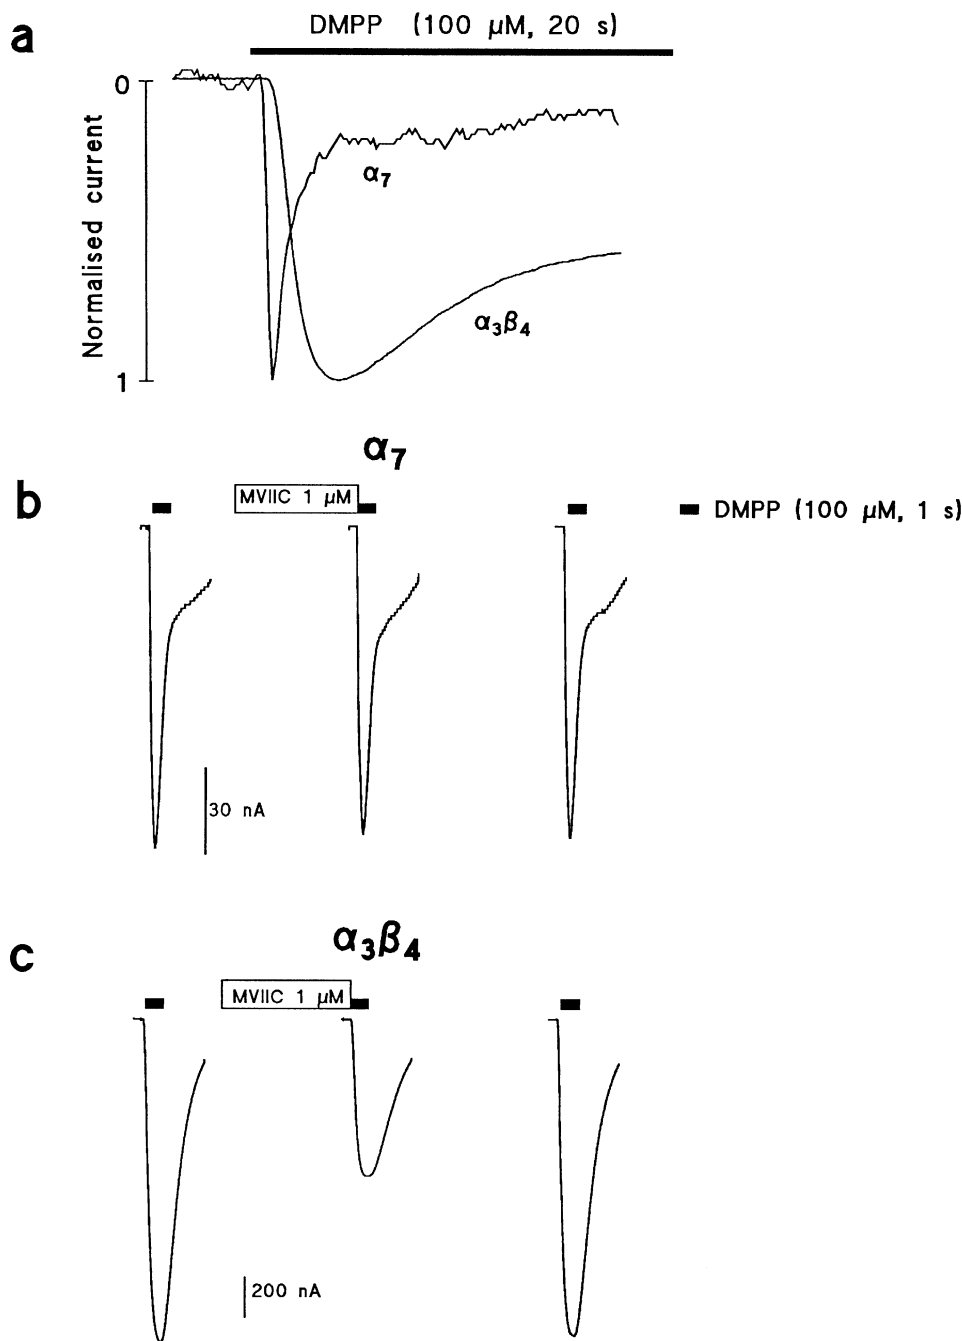 a
DMPP (100 µM, 20 s)
0
Normalised current
α7
α3β4
1
α7
b
MVIIC 1 µM
DMPP (100 µM, 1 s)
30 nA
α3β4
c
MVIIC 1 µM
200 nA